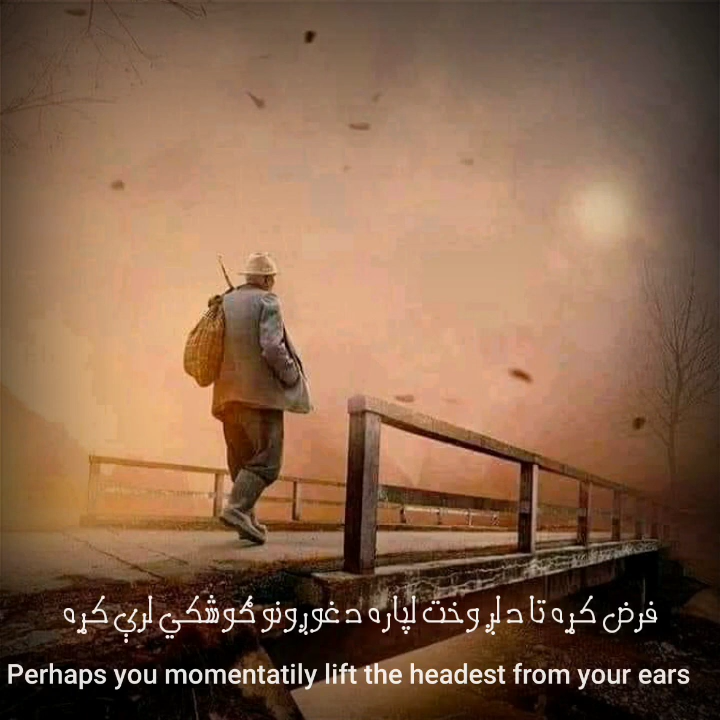 فرض کړه تا د لږ وخت لپاره د غوږونو ګوشکي لرې کړه
Perhaps you momentatily lift the headest from your ears